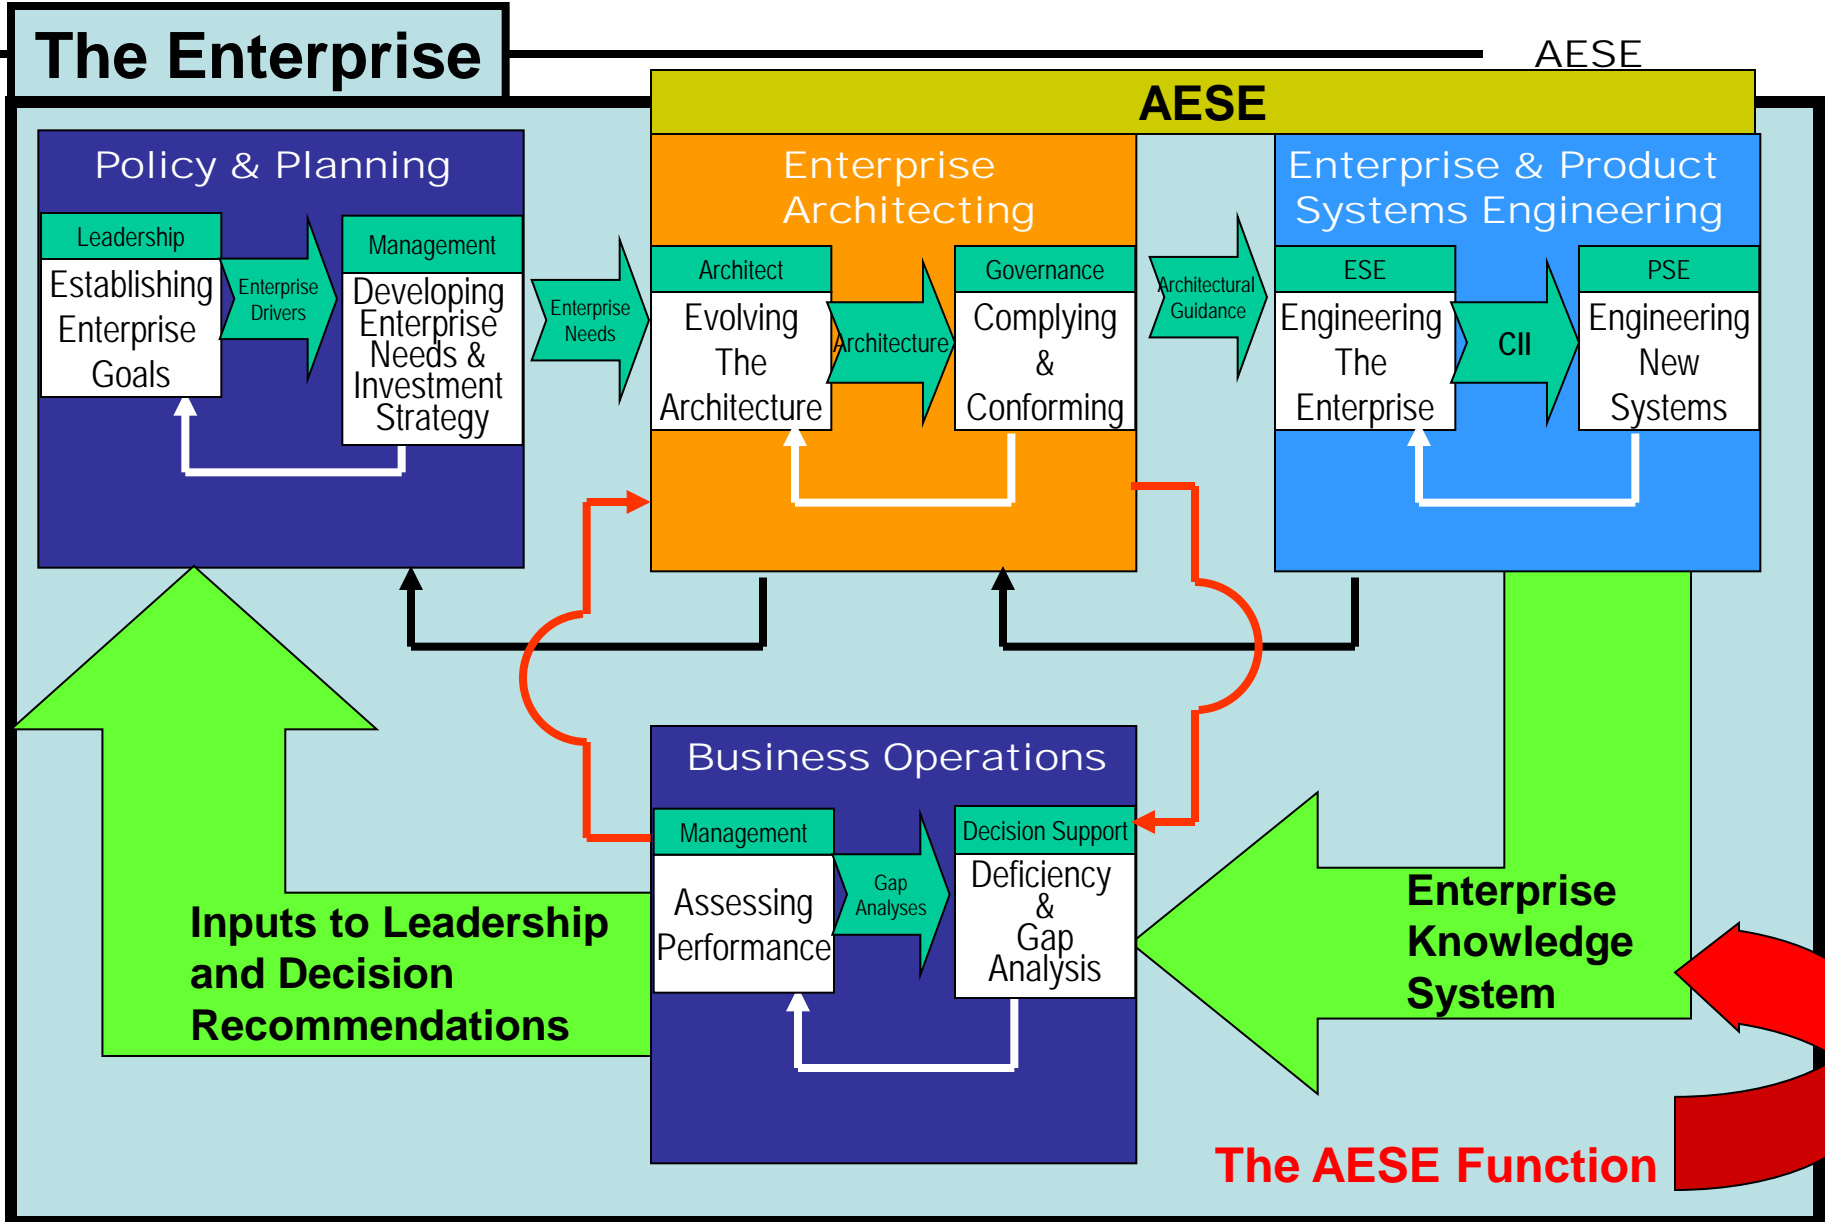 The Enterprise
AESE
AESE
Policy & Planning
Leadership
Establishing
Enterprise
Goals
Enterprise
Drivers
Management
Developing
Enterprise
Needs &
Investment
Strategy
Enterprise
Needs
Enterprise
Architecting
Architect
Evolving
The
Architecture
Architecture
Governance
Complying
&
Conforming
Architectural
Guidance
Enterprise & Product
Systems Engineering
ESE
Engineering
The
Enterprise
CII
PSE
Engineering
New
Systems
Business Operations
Management
Assessing
Performance
Gap
Analyses
Decision Support
Deficiency
&
Gap
Analysis
Inputs to Leadership
and Decision
Recommendations
Enterprise
Knowledge
System
The AESE Function